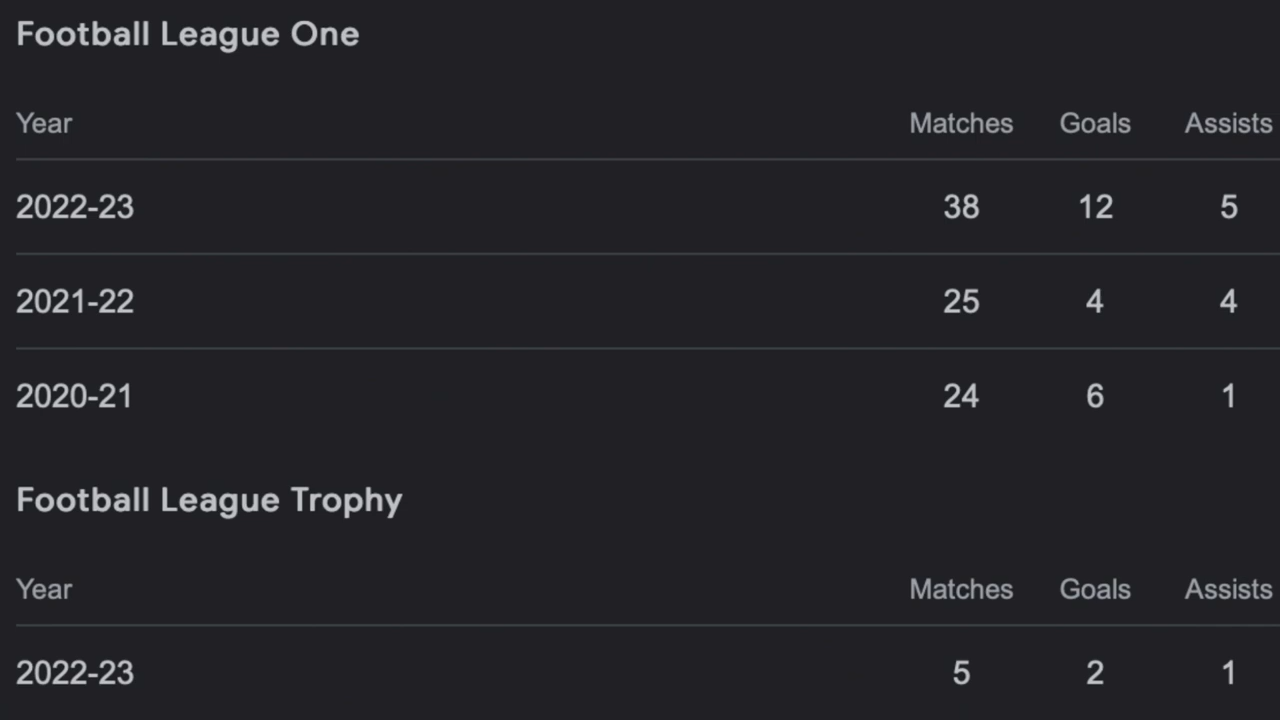 Football League One
Year Matches Goals Assists
2022-23 38 12 5
2021-22 25 4 4
2020-21 24 6 1
Football League Trophy
Year Matches Goals Assists
2022-23 5 2 1